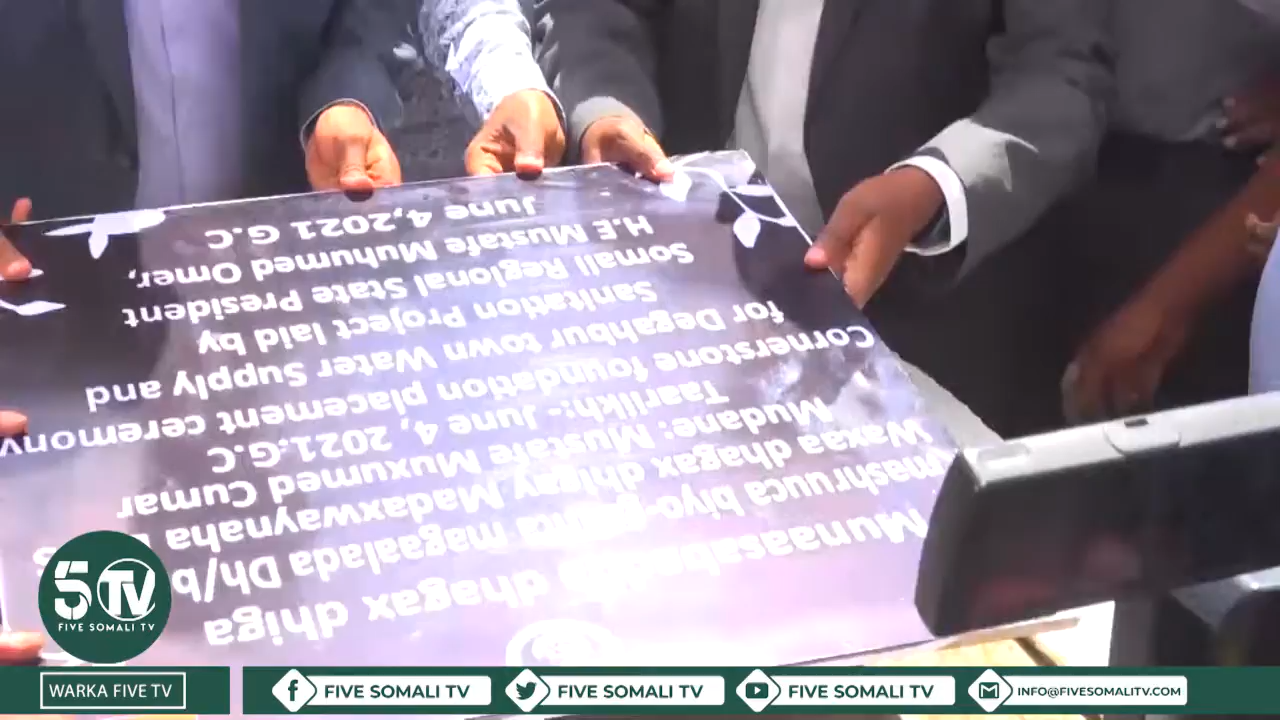 dhagax dhiga
mashruuca magaalada Dh/b
Waxaa dhagax dhigay Madaxwaynaha
Mudane: Mustafe Muxumed Cumar
Taariikh:- June 4, 2021.G.C
Cornerstone foundation placement ceremony
for Degahbur town Water Supply and
Sanitation Project laid by
Somali Regional State President
H.E Mustafe Muhumed Omer,
June 4,2021 G.C
5TV
FIVE SOMALI TV
WARKA FIVE TV
FIVE SOMALI TV
FIVE SOMALI TV
FIVE SOMALI TV
INFO@FIVESOMALITV.COM